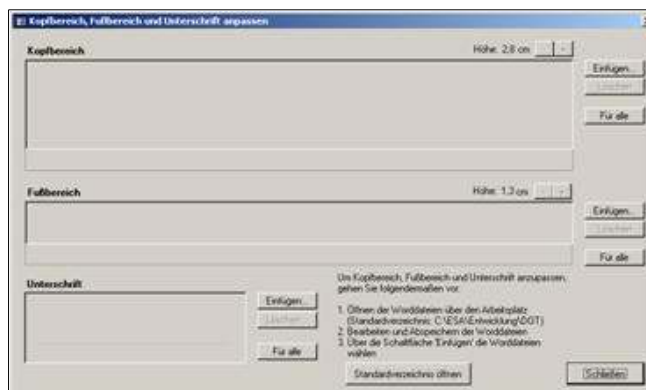 Kopfbereich, Fußbereich und Unterschrift anpassen
Kopfbereich
Höhe: 2,8 cm
Einfügen...
Löschen
Für alle
Fußbereich
Höhe: 1,3 cm
Einfügen...
Löschen
Für alle
Unterschrift
Einfügen...
Löschen
Für alle
Um Kopfbereich, Fußbereich und Unterschrift anzupassen,
gehen Sie folgendermaßen vor:
1. Öffnen der Worddateien über den Arbeitsplatz
(Standardverzeichnis: C:\ESA\Entwicklung\DOT)
2. Bearbeiten und Abspeichern der Worddateien
3. Über die Schaltfläche 'Einfügen' die Worddateien
wählen
Standardverzeichnis öffnen
Schließen